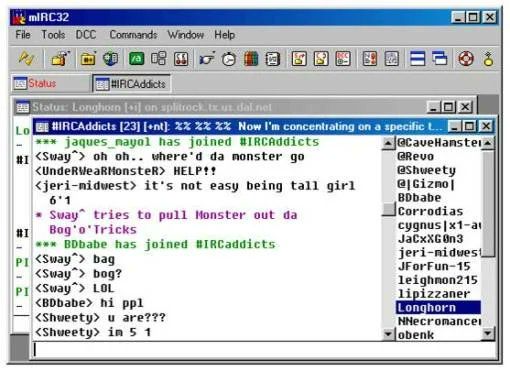 mIRC32
File Tools DCC Commands Window Help
Status #IRCAddicts
Status: Longhorn [+i] on splitrock.tx.us.dal.net
#IRCAddicts [23] [+nt]: %% %% %% Now I'm concentrating on a specific t...
*** jaques_mayol has joined #IRCaddicts
<Sway^> oh oh.. where'd da monster go
<UndeRWeaRMonsteR> HELP!!
<jeri-midwest> it's not easy being tall girl
6'1
* Sway^ tries to pull Monster out da
Bog'o'Tricks
*** BDbabe has joined #IRCaddicts
<Sway^> bag
<Sway^> bog?
<Sway^> LOL
<BDbabe> hi ppl
<Shweety> u are???
<Shweety> im 5 1
@CaveHamster
@Revo
@Shweety
@|Gizmo|
BDbabe
Corrodias
cygnus|x1-aw
JaCxXG0n3
jeri-midwest
JForFun-15
leighmon215
lipizzaner
Longhorn
NNecromancer
obenk